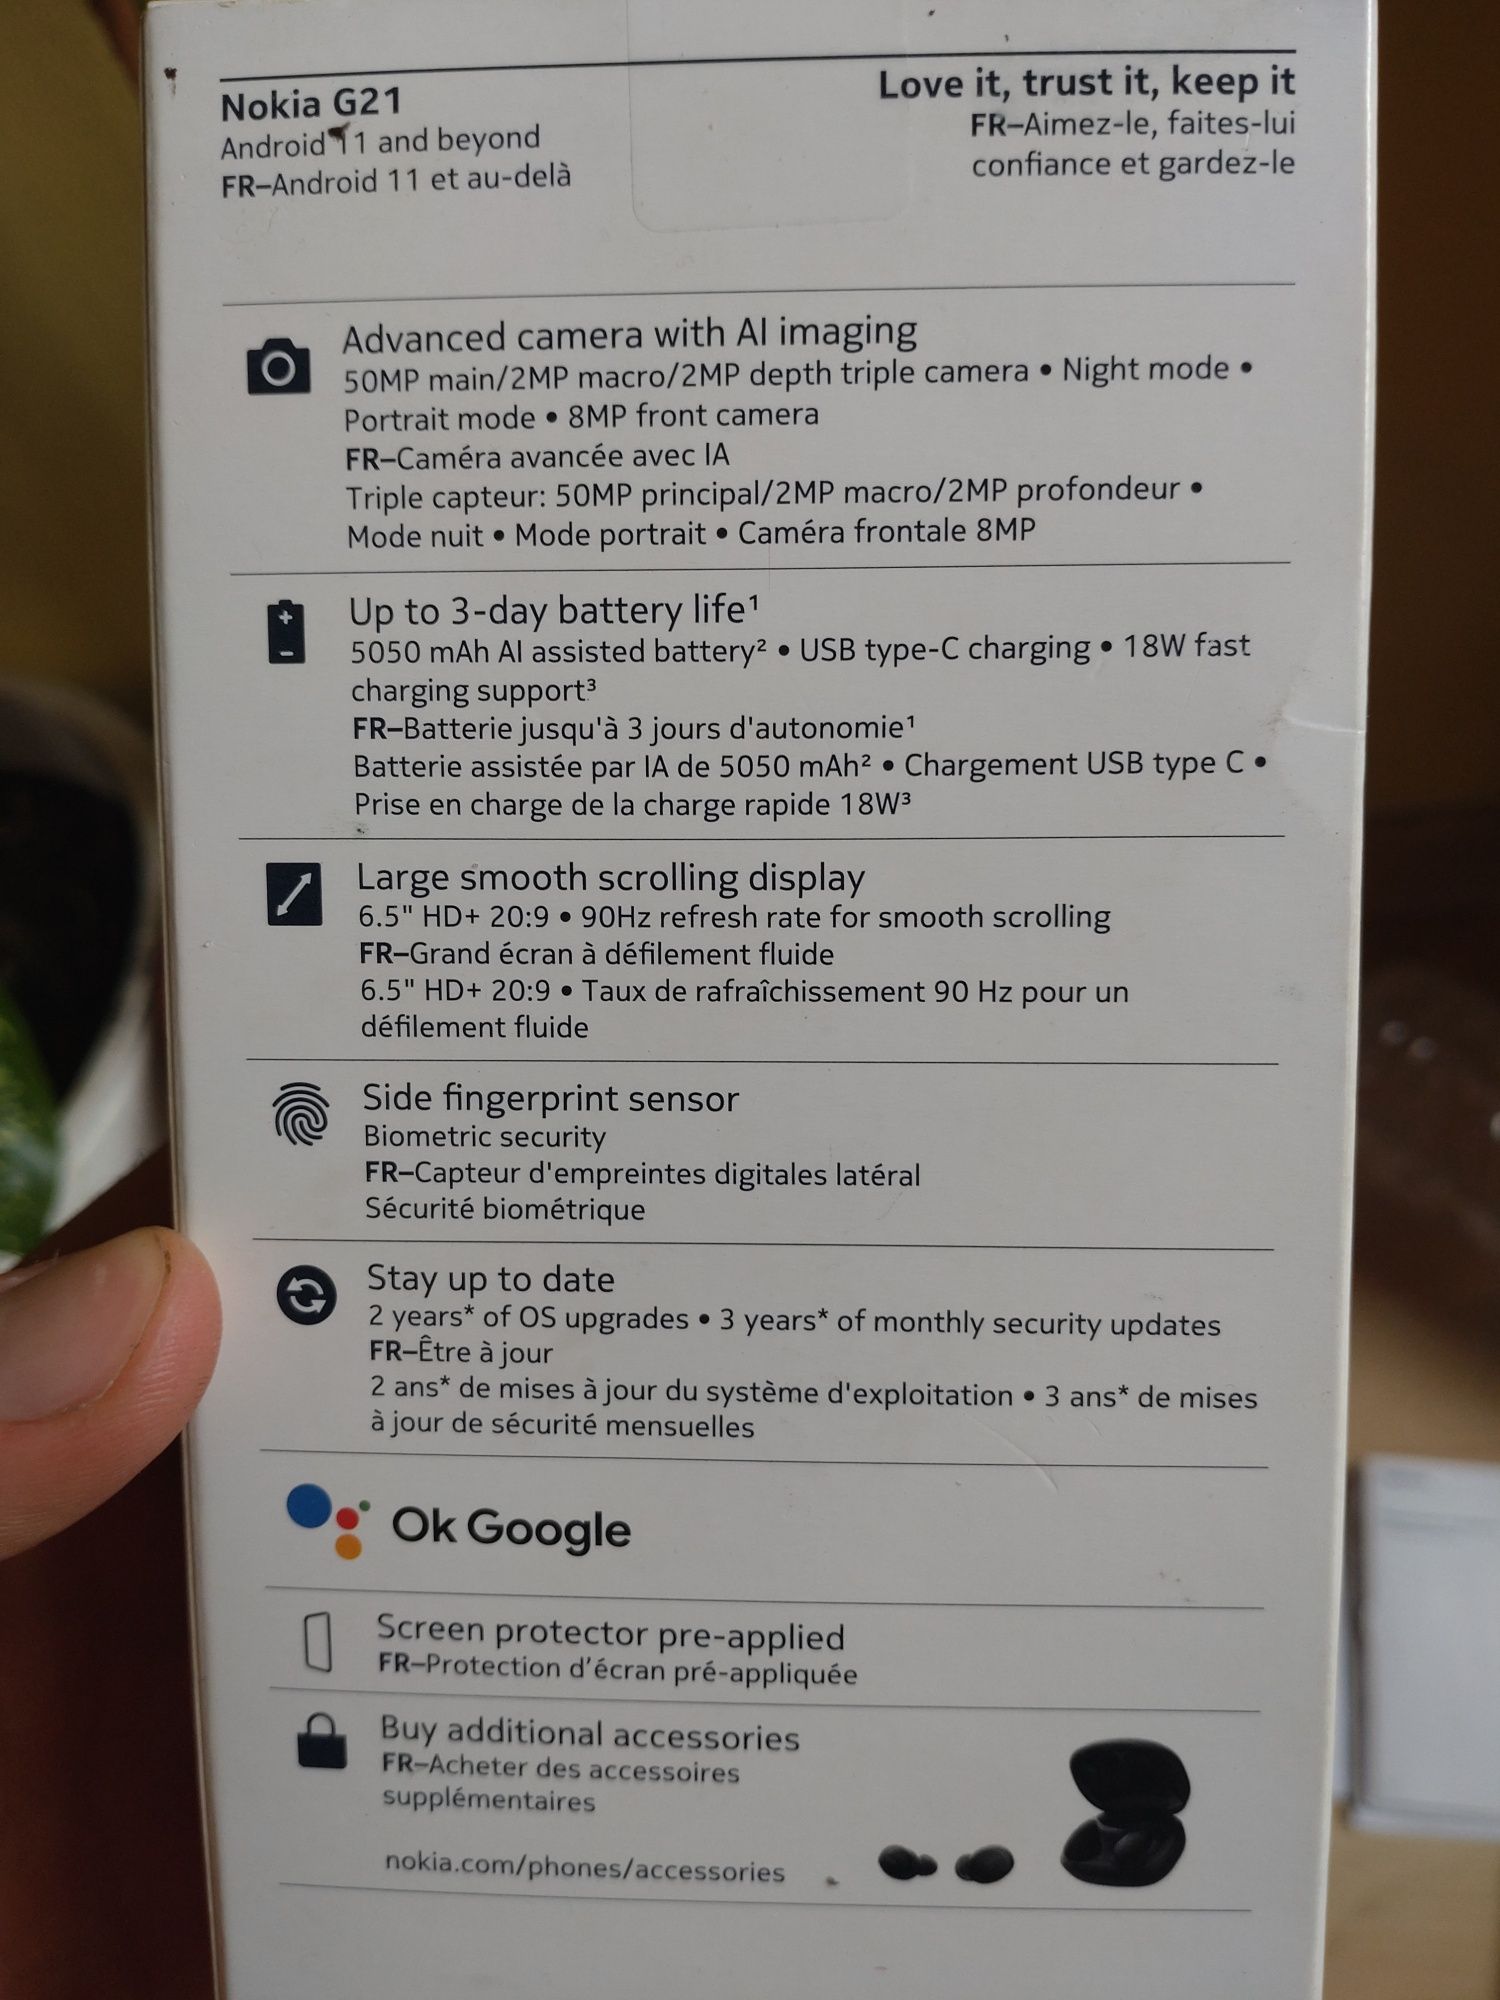 Nokia G21
Android 11 and beyond
FR–Android 11 et au-delà
Love it, trust it, keep it
FR–Aimez-le, faites-lui
confiance et gardez-le
Advanced camera with AI imaging
50MP main/2MP macro/2MP depth triple camera • Night mode •
Portrait mode • 8MP front camera
FR–Caméra avancée avec IA
Triple capteur: 50MP principal/2MP macro/2MP profondeur •
Mode nuit • Mode portrait • Caméra frontale 8MP
Up to 3-day battery life¹
5050 mAh AI assisted battery² • USB type-C charging • 18W fast
charging support³
FR–Batterie jusqu'à 3 jours d'autonomie¹
Batterie assistée par IA de 5050 mAh² • Chargement USB type C •
Prise en charge de la charge rapide 18W³
Large smooth scrolling display
6.5" HD+ 20:9 • 90Hz refresh rate for smooth scrolling
FR–Grand écran à défilement fluide
6.5" HD+ 20:9 • Taux de rafraîchissement 90 Hz pour un
défilement fluide
Side fingerprint sensor
Biometric security
FR–Capteur d'empreintes digitales latéral
Sécurité biométrique
Stay up to date
2 years* of OS upgrades • 3 years* of monthly security updates
FR–Être à jour
2 ans* de mises à jour du système d'exploitation • 3 ans* de mises
à jour de sécurité mensuelles
Ok Google
Screen protector pre-applied
FR–Protection d’écran pré-appliquée
Buy additional accessories
FR–Acheter des accessoires
supplémentaires
nokia.com/phones/accessories